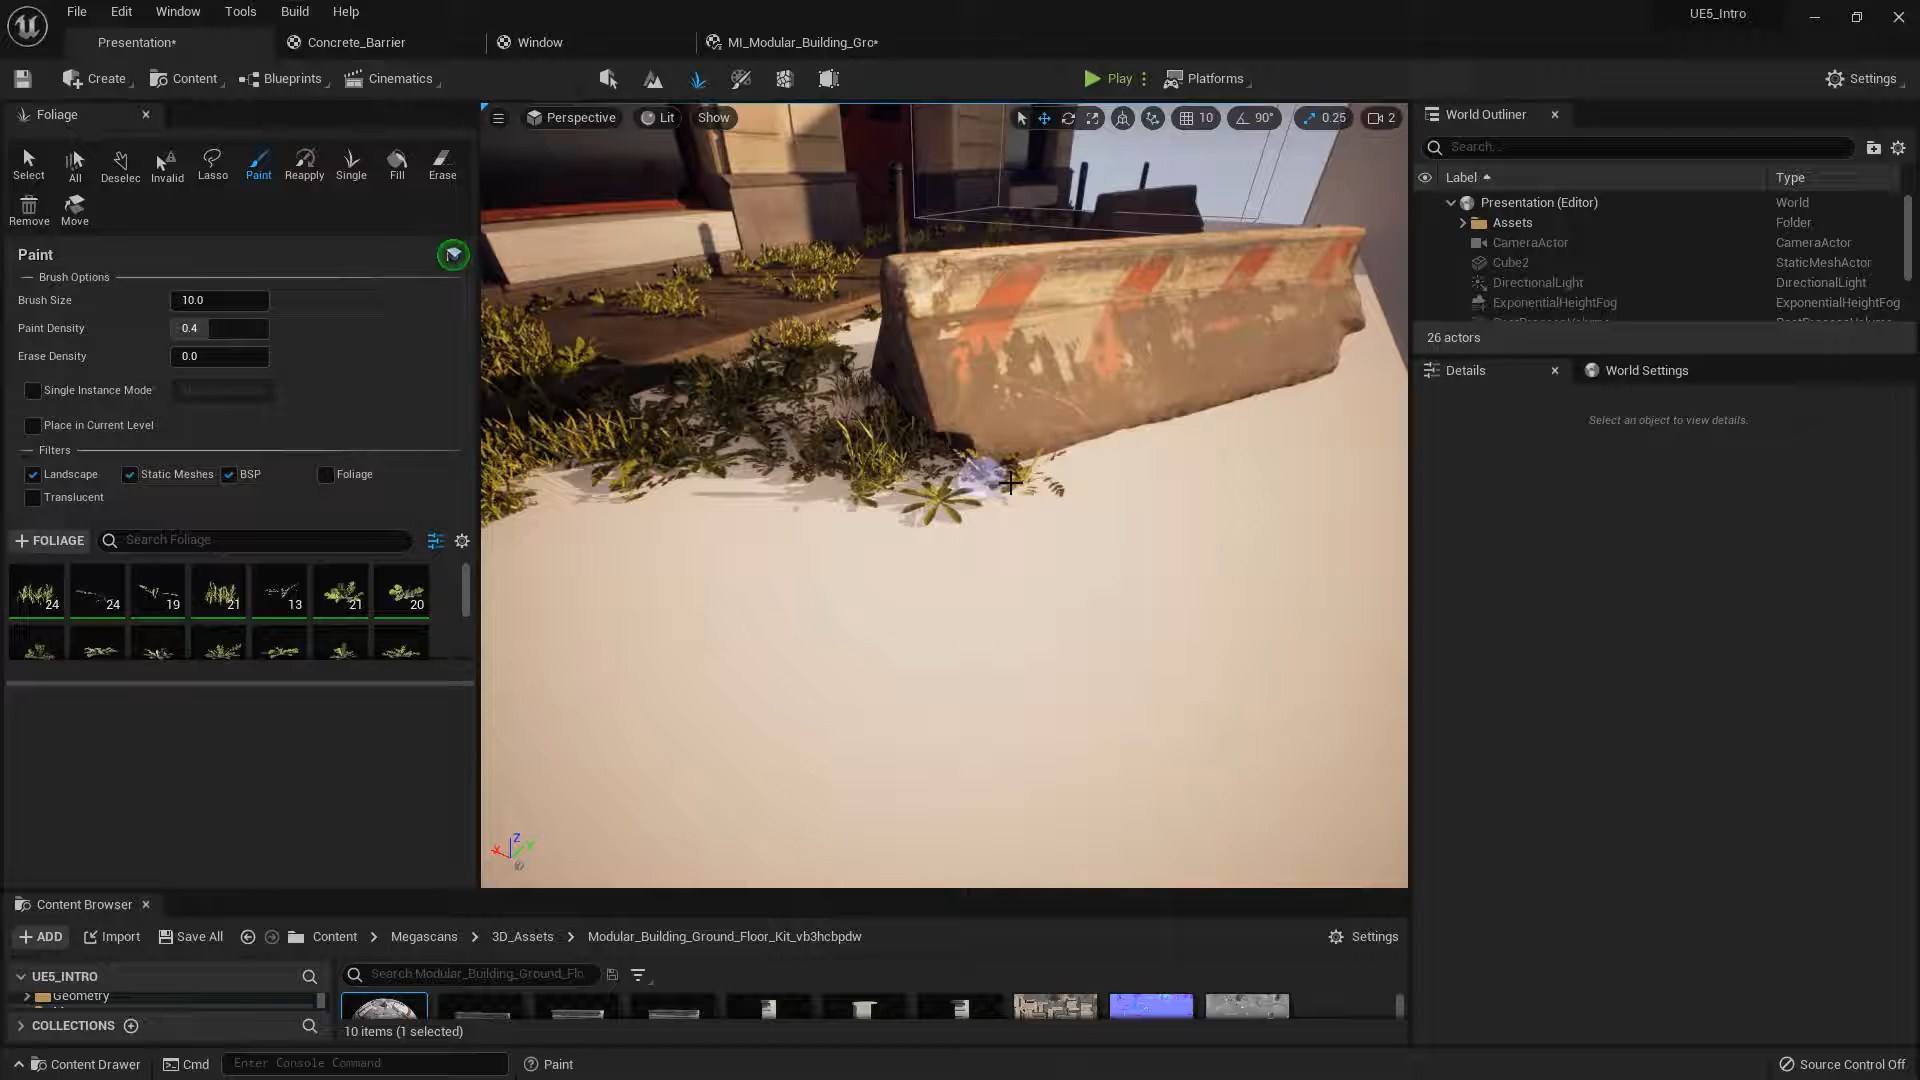 File Edit Window Tools Build Help
UE5_Intro
Presentation*
Concrete_Barrier
Window
MI_Modular_Building_Gro*
Create
Content
Blueprints
Cinematics
Play
Platforms
Settings
Foliage
Select
All
Deselec
Invalid
Lasso
Paint
Reapply
Single
Fill
Erase
Remove
Move
Paint
Brush Options
Brush Size 10.0
Paint Density 0.4
Erase Density 0.0
Single Instance Mode
Place in Current Level
Filters
Landscape Static Meshes BSP Foliage
Translucent
FOLIAGE
Search Foliage
24 24 19 21 13 21 20
Perspective Lit Show
10 90° 0.25 2
Z
X Y
World Outliner
Search...
Label Type
Presentation (Editor) World
Assets Folder
CameraActor CameraActor
Cube2 StaticMeshActor
DirectionalLight DirectionalLight
ExponentialHeightFog ExponentialHeightFog
26 actors
Details
World Settings
Select an object to view details.
Content Browser
ADD Import Save All Content Megascans 3D_Assets Modular_Building_Ground_Floor_Kit_vb3hcbpdw Settings
UE5_INTRO
Search Modular_Building_Ground_Flo
Geometry
COLLECTIONS
10 items (1 selected)
Content Drawer Cmd Enter Console Command Paint
Source Control Off